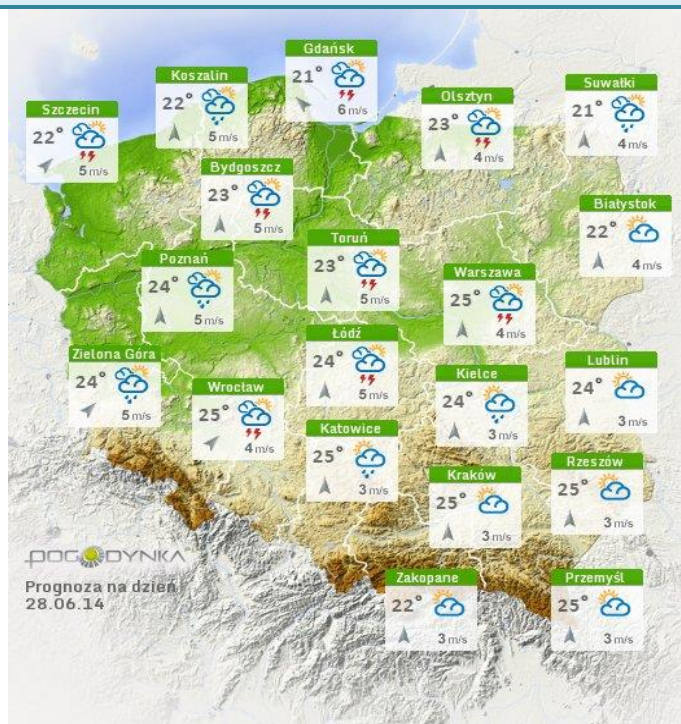 Gdańsk
21°
6 m/s
Koszalin
22°
5 m/s
Suwałki
21°
4 m/s
Olsztyn
23°
4 m/s
Szczecin
22°
5 m/s
Bydgoszcz
23°
5 m/s
Białystok
22°
4 m/s
Toruń
23°
5 m/s
Poznań
24°
5 m/s
Warszawa
25°
4 m/s
Łódź
24°
5 m/s
Zielona Góra
24°
5 m/s
Lublin
24°
3 m/s
Kielce
24°
3 m/s
Wrocław
25°
4 m/s
Katowice
25°
3 m/s
Rzeszów
25°
3 m/s
Kraków
25°
3 m/s
POGODYNKA
Prognoza na dzień
28.06.14
Zakopane
22°
3 m/s
Przemyśl
25°
3 m/s